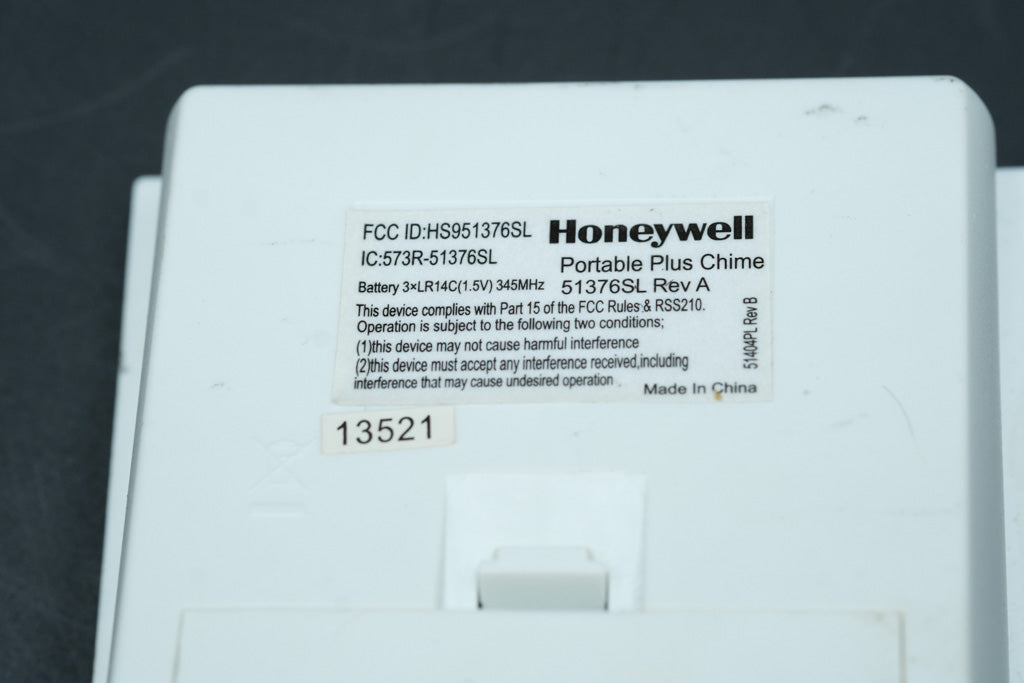 FCC ID:HS951376SL
IC:573R-51376SL
Honeywell
Portable Plus Chime
Battery 3×LR14C(1.5V) 345MHz
51376SL Rev A
This device complies with Part 15 of the FCC Rules & RSS210.
Operation is subject to the following two conditions;
(1)this device may not cause harmful interference
(2)this device must accept any interference received,including
interference that may cause undesired operation
Made In China
51404PL Rev B
13521